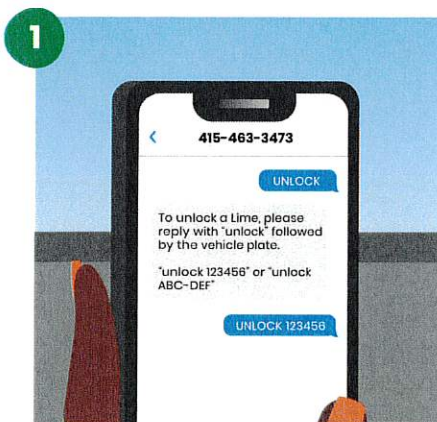 1
415-463-3473
UNLOCK
To unlock a Lime, please
reply with "unlock" followed
by the vehicle plate.
"unlock 123456" or "unlock
ABC-DEF"
UNLOCK 123456